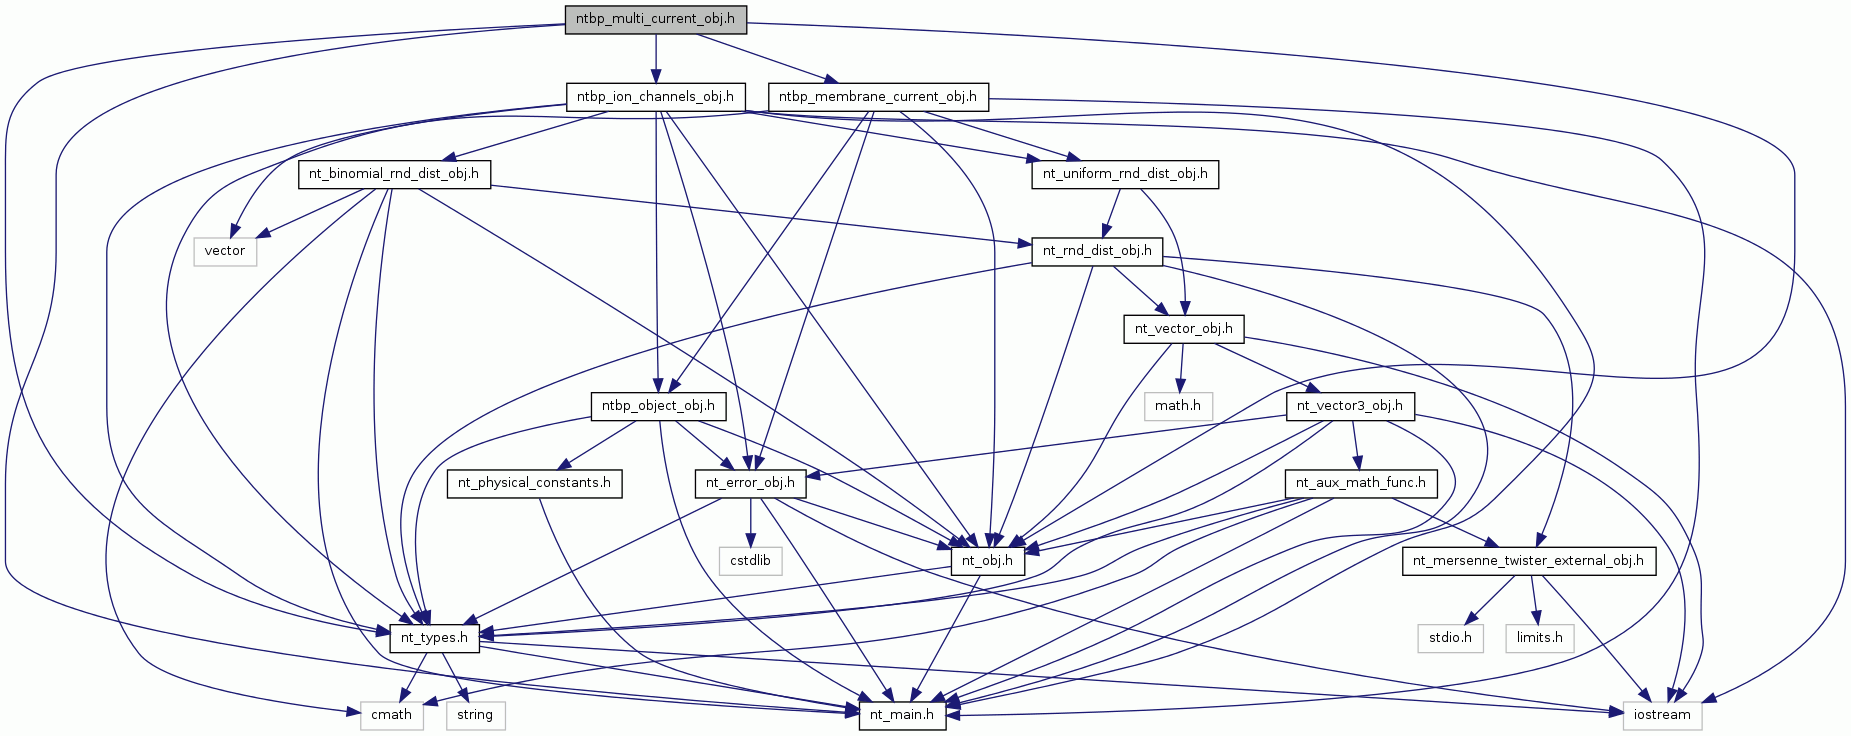 ntbp_multi_current_obj.h
ntbp_ion_channels_obj.h
ntbp_membrane_current_obj.h
nt_binomial_rnd_dist_obj.h
nt_uniform_rnd_dist_obj.h
vector
nt_rnd_dist_obj.h
nt_vector_obj.h
ntbp_object_obj.h
math.h
nt_vector3_obj.h
nt_physical_constants.h
nt_error_obj.h
nt_aux_math_func.h
cstdlib
nt_obj.h
nt_mersenne_twister_external_obj.h
nt_types.h
stdio.h
limits.h
cmath
string
nt_main.h
iostream